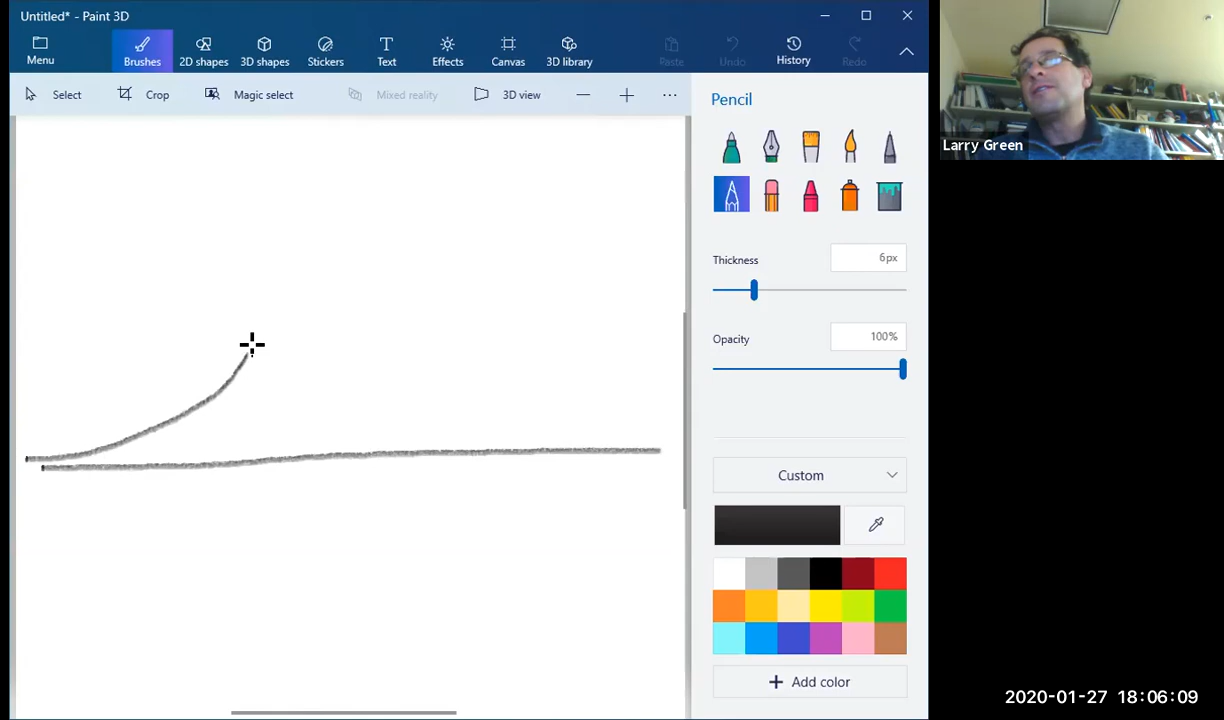 Untitled* - Paint 3D
Menu
Brushes
2D shapes
3D shapes
Stickers
Text
Effects
Canvas
3D library
Paste
Undo
History
Redo
Select
Crop
Magic select
Mixed reality
3D view
Pencil
Thickness
6px
Opacity
100%
Custom
Add color
Larry Green
2020-01-27 18:06:09